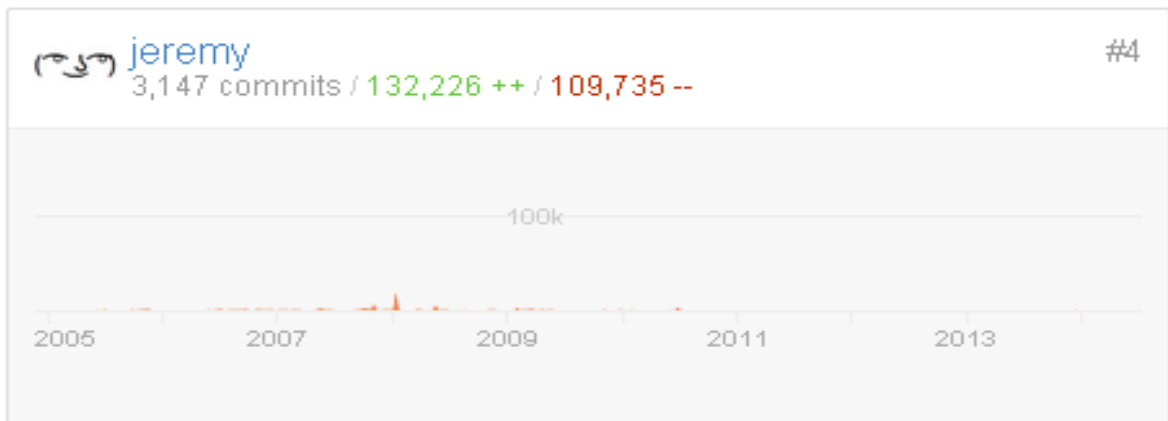 jeremy
#4
3,147 commits / 132,226 ++ / 109,735 --
100k
2005 2007 2009 2011 2013